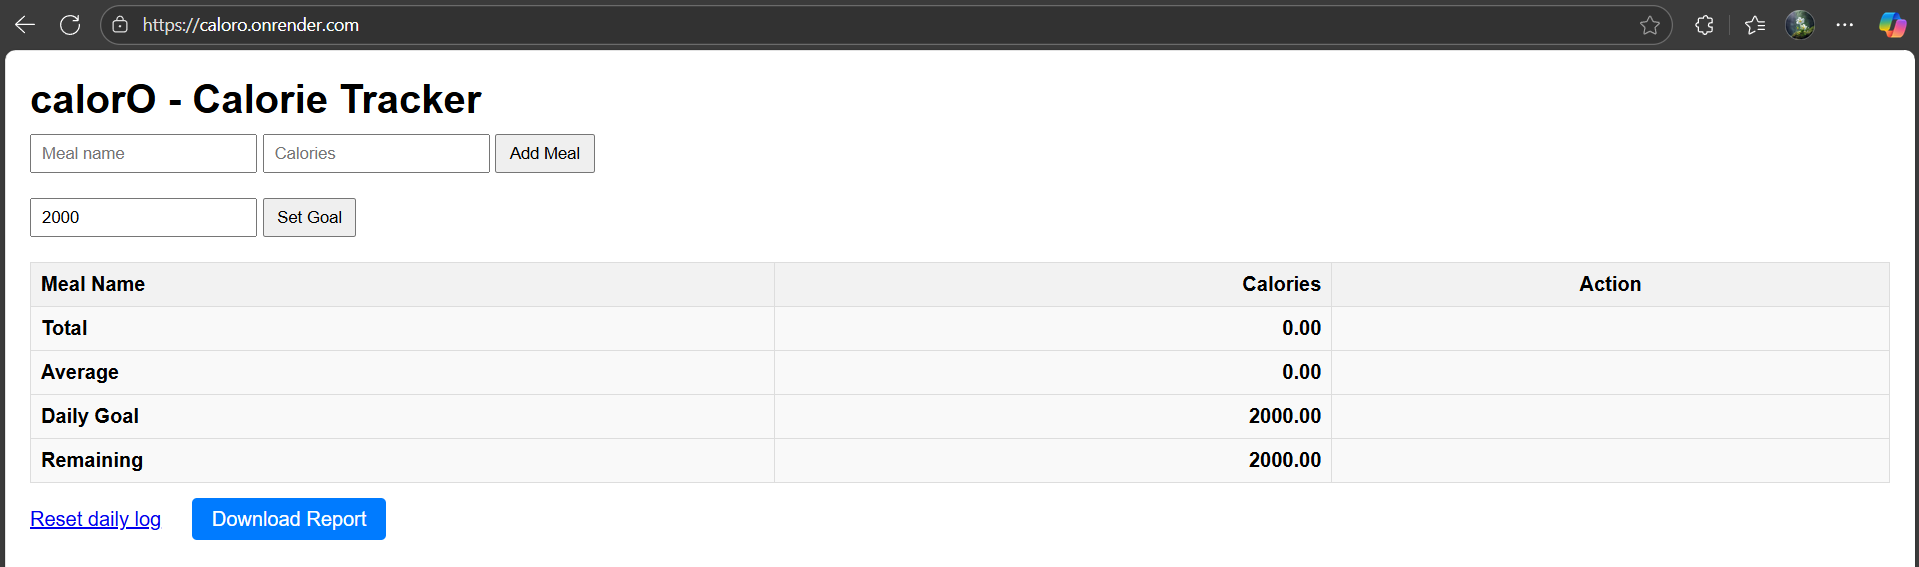 https://caloro.onrender.com
calorO - Calorie Tracker
Meal name Calories Add Meal
2000 Set Goal
Meal Name Calories Action
Total 0.00
Average 0.00
Daily Goal 2000.00
Remaining 2000.00
Reset daily log Download Report